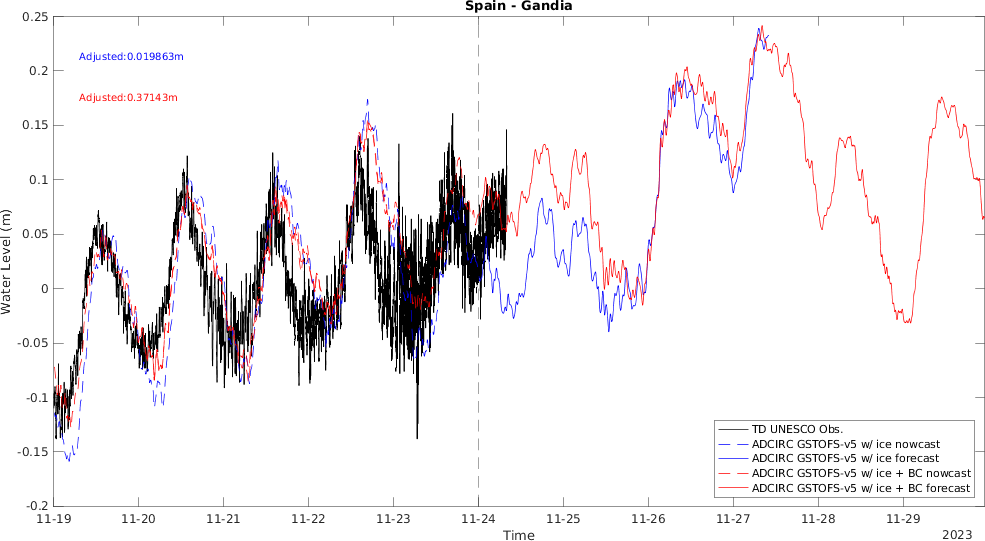 Spain - Gandia
Adjusted:0.019863m
Adjusted:0.37143m
Water Level (m)
0.25
0.2
0.15
0.1
0.05
0
-0.05
-0.1
-0.15
-0.2
TD UNESCO Obs.
ADCIRC GSTOFS-v5 w/ ice nowcast
ADCIRC GSTOFS-v5 w/ ice forecast
ADCIRC GSTOFS-v5 w/ ice + BC nowcast
ADCIRC GSTOFS-v5 w/ ice + BC forecast
11-19 11-20 11-21 11-22 11-23 11-24 11-25 11-26 11-27 11-28 11-29
Time
2023